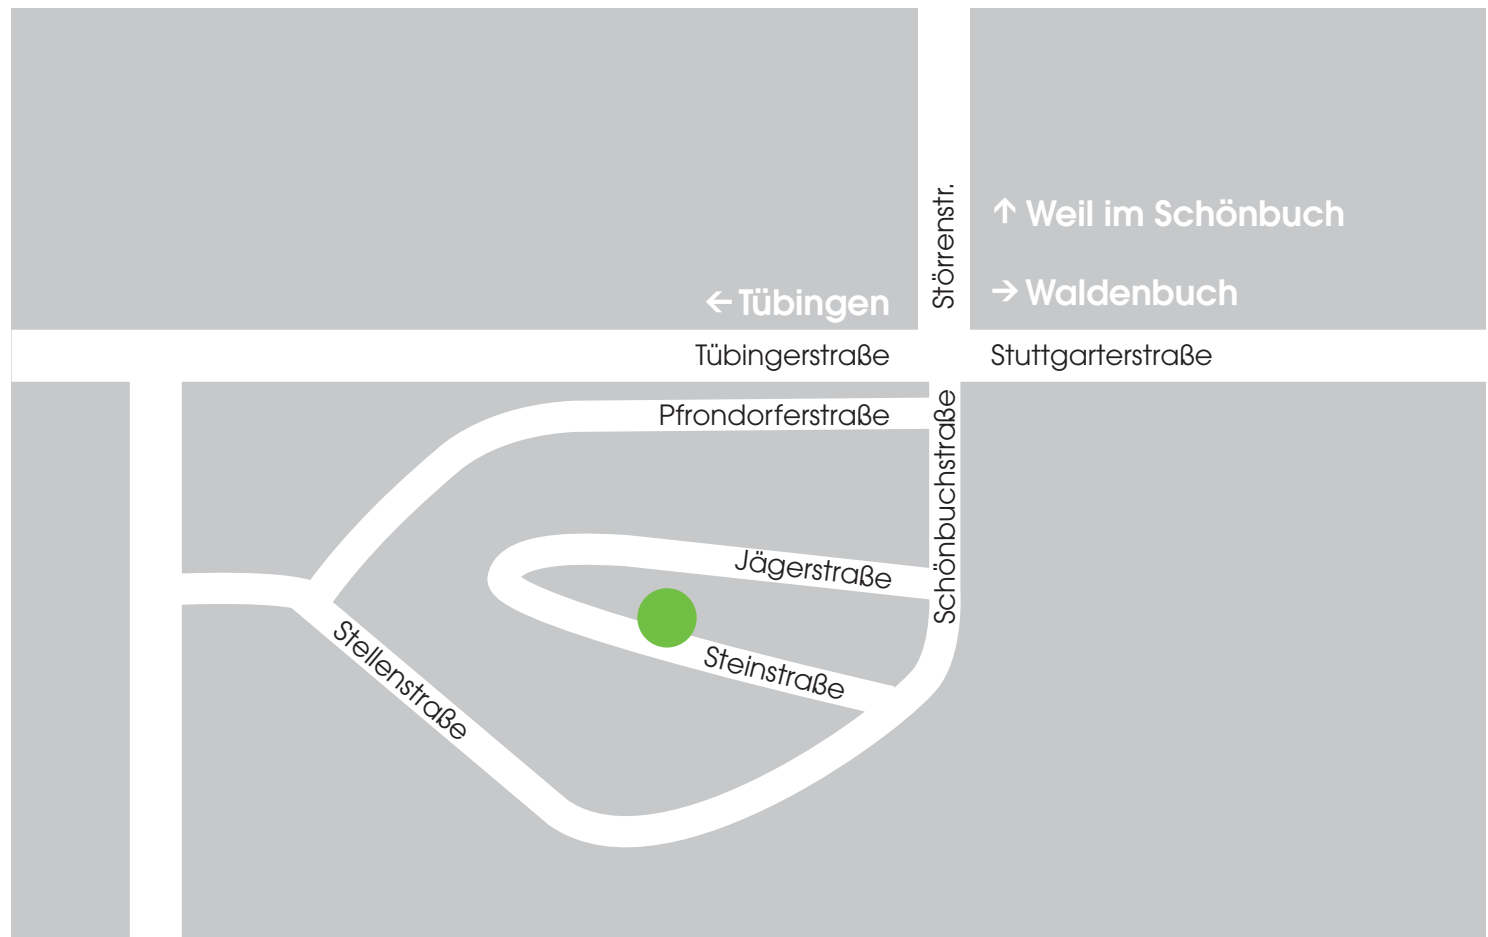 Störrenstr.
↑ Weil im Schönbuch
→ Waldenbuch
← Tübingen
Tübingerstraße
Stuttgarterstraße
Pfrondorferstraße
Schönbuchstraße
Jägerstraße
Steinstraße
Stellenstraße